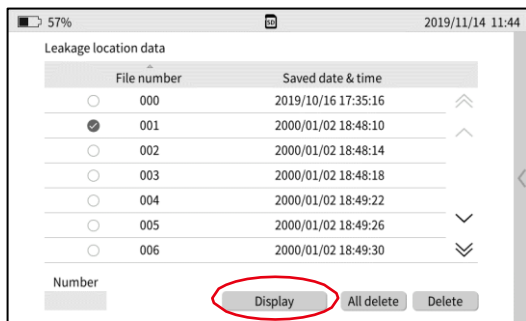 57% SD 2019/11/14 11:44
Leakage location data
File number Saved date & time
000 2019/10/16 17:35:16
001 2000/01/02 18:48:10
002 2000/01/02 18:48:14
003 2000/01/02 18:48:18
004 2000/01/02 18:49:22
005 2000/01/02 18:49:26
006 2000/01/02 18:49:30
Number
Display All delete Delete